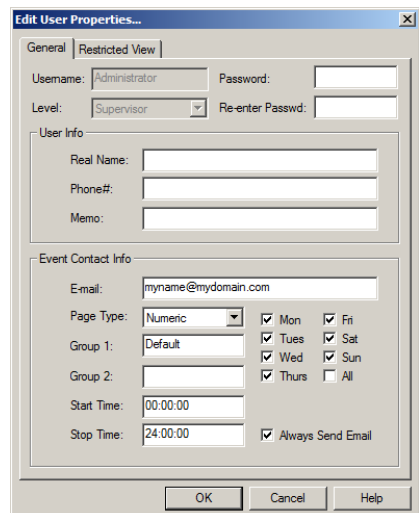 Edit User Properties...
General Restricted View
Username: Administrator Password:
Level: Supervisor Re-enter Passwd:
User Info
Real Name:
Phone#:
Memo:
Event Contact Info
E-mail: myname@mydomain.com
Page Type: Numeric Mon Fri
Group 1: Default Tues Sat
Wed Sun
Group 2: Thurs All
Start Time: 00:00:00
Stop Time: 24:00:00 Always Send Email
OK Cancel Help